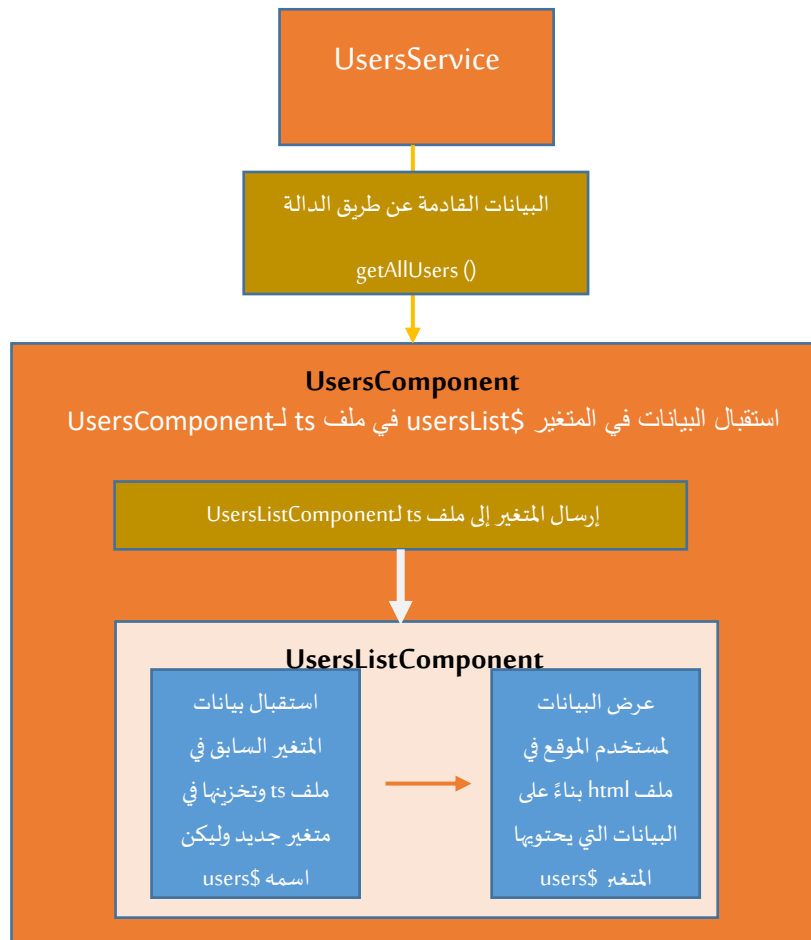 UsersService
البيانات القادمة عن طريق الدالة
getAllUsers ()
UsersComponent
استقبال البيانات في المتغير usersList$ في ملف ts لـUsersComponent
إرسال المتغير إلى ملف ts لـUsersListComponent
UsersListComponent
استقبال بيانات
المتغير السابق في
ملف ts وتخزينها في
متغير جديد وليكن
اسمه users$
عرض البيانات
لمستخدم الموقع في
ملف html بناءً على
البيانات التي يحتويها
المتغير users$